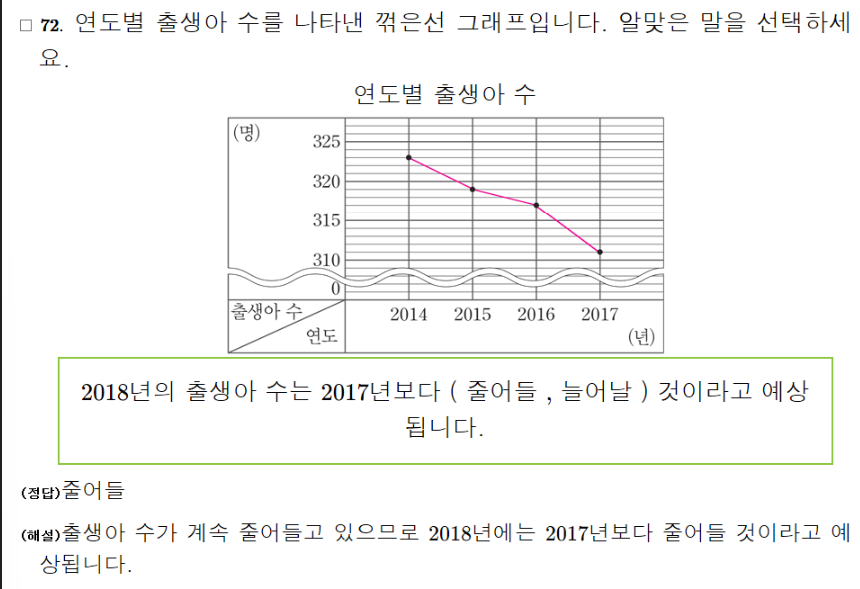 □ 72. 연도별 출생아 수를 나타낸 꺾은선 그래프입니다. 알맞은 말을 선택하세
요.
연도별 출생아 수
(명)
325
320
315
310
0
출생아 수
연도
2014 2015 2016 2017
(년)
2018년의 출생아 수는 2017년보다 ( 줄어들 , 늘어날 ) 것이라고 예상
됩니다.
(정답)줄어들
(해설)출생아 수가 계속 줄어들고 있으므로 2018년에는 2017년보다 줄어들 것이라고 예
상됩니다.